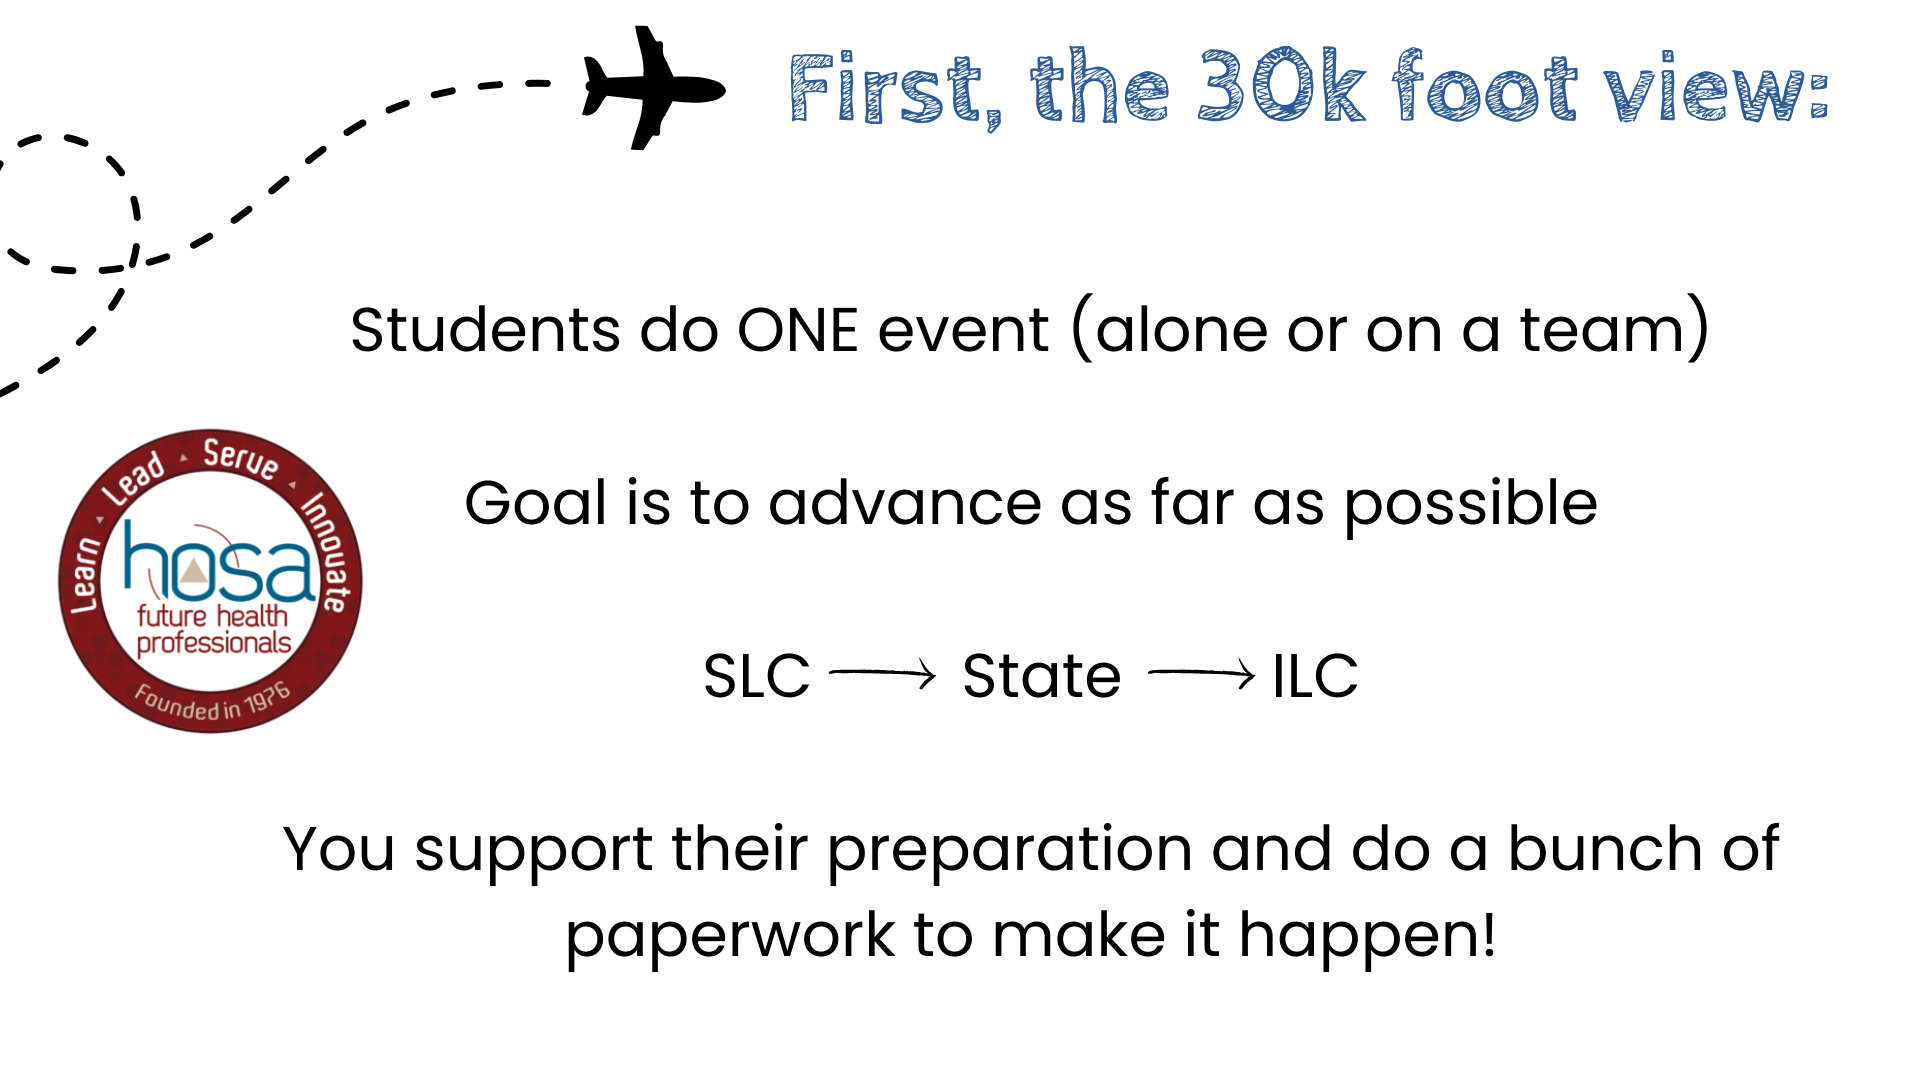 First, the 30k foot view:
Students do ONE event (alone or on a team)
Goal is to advance as far as possible
Learn Lead Serve Innovate
hosa
future health
professionals
Founded in 1976
SLC → State → ILC
You support their preparation and do a bunch of
paperwork to make it happen!